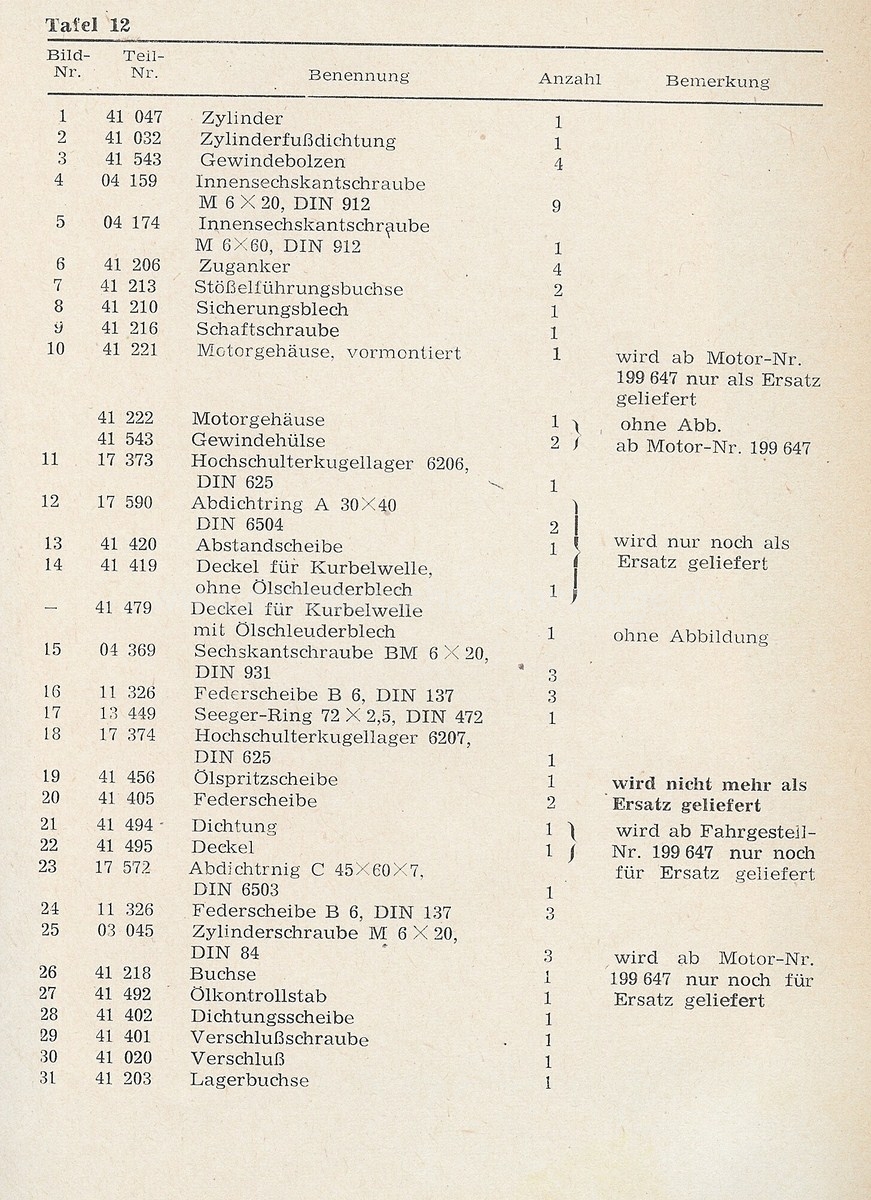 Tafel 12
Bild-Nr. Teil-Nr. Benennung Anzahl Bemerkung
1 41 047 Zylinder 1
2 41 032 Zylinderfußdichtung 1
3 41 543 Gewindebolzen 4
4 04 159 Innensechskantschraube
M 6 × 20, DIN 912 9
5 04 174 Innensechskantschraube
M 6×60, DIN 912 1
6 41 206 Zuganker 4
7 41 213 Stößelführungsbuchse 2
8 41 210 Sicherungsblech 1
9 41 216 Schaftschraube 1
10 41 221 Motorgehäuse, vormontiert 1 wird ab Motor-Nr.
199 647 nur als Ersatz
geliefert
41 222 Motorgehäuse 1 } ohne Abb.
41 543 Gewindehülse 2 } ab Motor-Nr. 199 647
11 17 373 Hochschulterkugellager 6206,
DIN 625 1
12 17 590 Abdichtring A 30×40
DIN 6504 2
13 41 420 Abstandscheibe 1 wird nur noch als
14 41 419 Deckel für Kurbelwelle, Ersatz geliefert
ohne Ölschleuderblech 1
— 41 479 Deckel für Kurbelwelle
mit Ölschleuderblech 1 ohne Abbildung
15 04 369 Sechskantschraube BM 6 × 20,
DIN 931 3
16 11 326 Federscheibe B 6, DIN 137 3
17 13 449 Seeger-Ring 72 × 2,5, DIN 472 1
18 17 374 Hochschulterkugellager 6207,
DIN 625 1
19 41 456 Ölspritzscheibe 1 wird nicht mehr als
20 41 405 Federscheibe 2 Ersatz geliefert
21 41 494 Dichtung 1 } wird ab Fahrgestell-
22 41 495 Deckel 1 } Nr. 199 647 nur noch
23 17 572 Abdichtrnig C 45×60×7, für Ersatz geliefert
DIN 6503 1
24 11 326 Federscheibe B 6, DIN 137 3
25 03 045 Zylinderschraube M 6 × 20,
DIN 84 3 wird ab Motor-Nr.
26 41 218 Buchse 1 199 647 nur noch für
27 41 492 Ölkontrollstab 1 Ersatz geliefert
28 41 402 Dichtungsscheibe 1
29 41 401 Verschlußschraube 1
30 41 020 Verschluß 1
31 41 203 Lagerbuchse 1